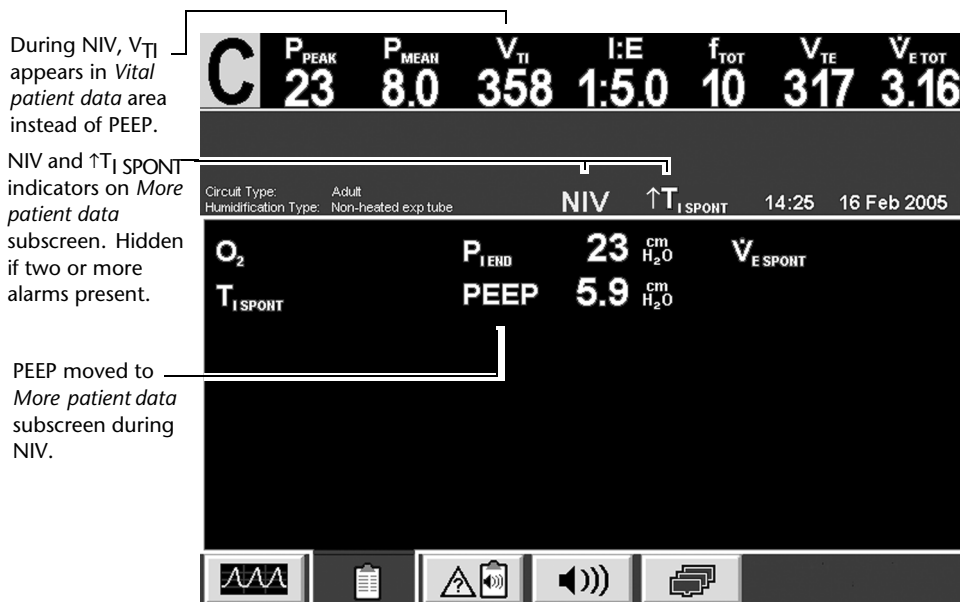 During NIV, VTI
appears in Vital
patient data area
instead of PEEP.
NIV and ↑TI SPONT
indicators on More
patient data
subscreen. Hidden
if two or more
alarms present.
PEEP moved to
More patient data
subscreen during
NIV.
C PPEAK PMEAN VTI I:E fTOT VTE V̇E TOT
23 8.0 358 1:5.0 10 317 3.16
Circuit Type: Adult
Humidification Type: Non-heated exp tube NIV ↑TI SPONT 14:25 16 Feb 2005
O2 PI END 23 cm H2O V̇E SPONT
TI SPONT PEEP 5.9 cm H2O